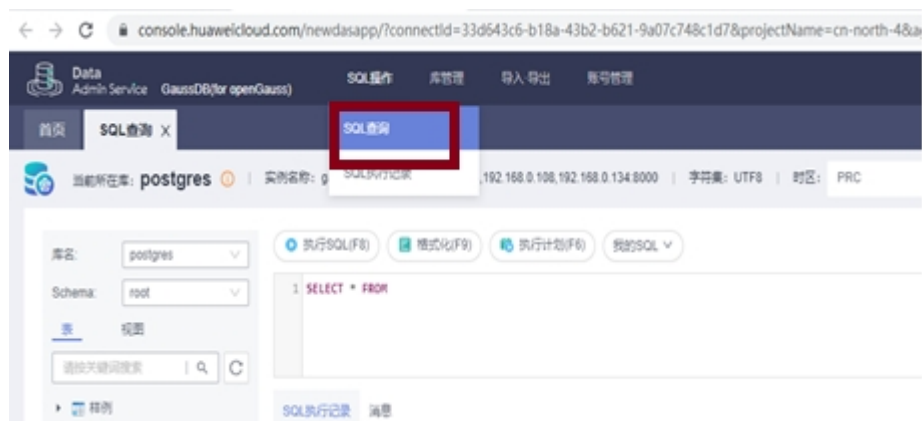 console.huaweicloud.com/newdasapp/?connectId=33d643c6-b18a-43b2-b621-9a07c748c1d7&projectName=cn-north-4&a
Data
Admin Service GaussDB(for openGauss) SQL操作 库管理 导入·导出 账号管理
首页 SQL查询 X SQL查询
当前所在库: postgres 实例名称: g SQL执行记录 ,192.168.0.108,192.168.0.134:8000 | 字符集: UTF8 | 时区: PRC
库名: postgres 执行SQL(F8) 格式化(F9) 执行计划(F6) 我的SQL
Schema: root 1 SELECT * FROM
表 视图
请按关键词搜索
样例 SQL执行记录 消息